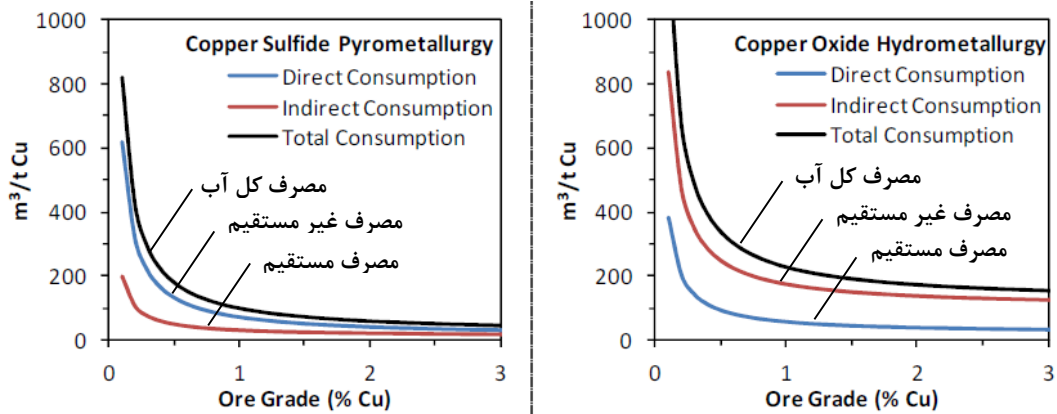 Copper Sulfide Pyrometallurgy
Direct Consumption
Indirect Consumption
Total Consumption
مصرف کل آب
مصرف غیر مستقیم
مصرف مستقیم
m³/t Cu
1000
800
600
400
200
0
0 1 2 3
Ore Grade (% Cu)
Copper Oxide Hydrometallurgy
Direct Consumption
Indirect Consumption
Total Consumption
مصرف کل آب
مصرف غیر مستقیم
مصرف مستقیم
m³/t Cu
1000
800
600
400
200
0
0 1 2 3
Ore Grade (% Cu)